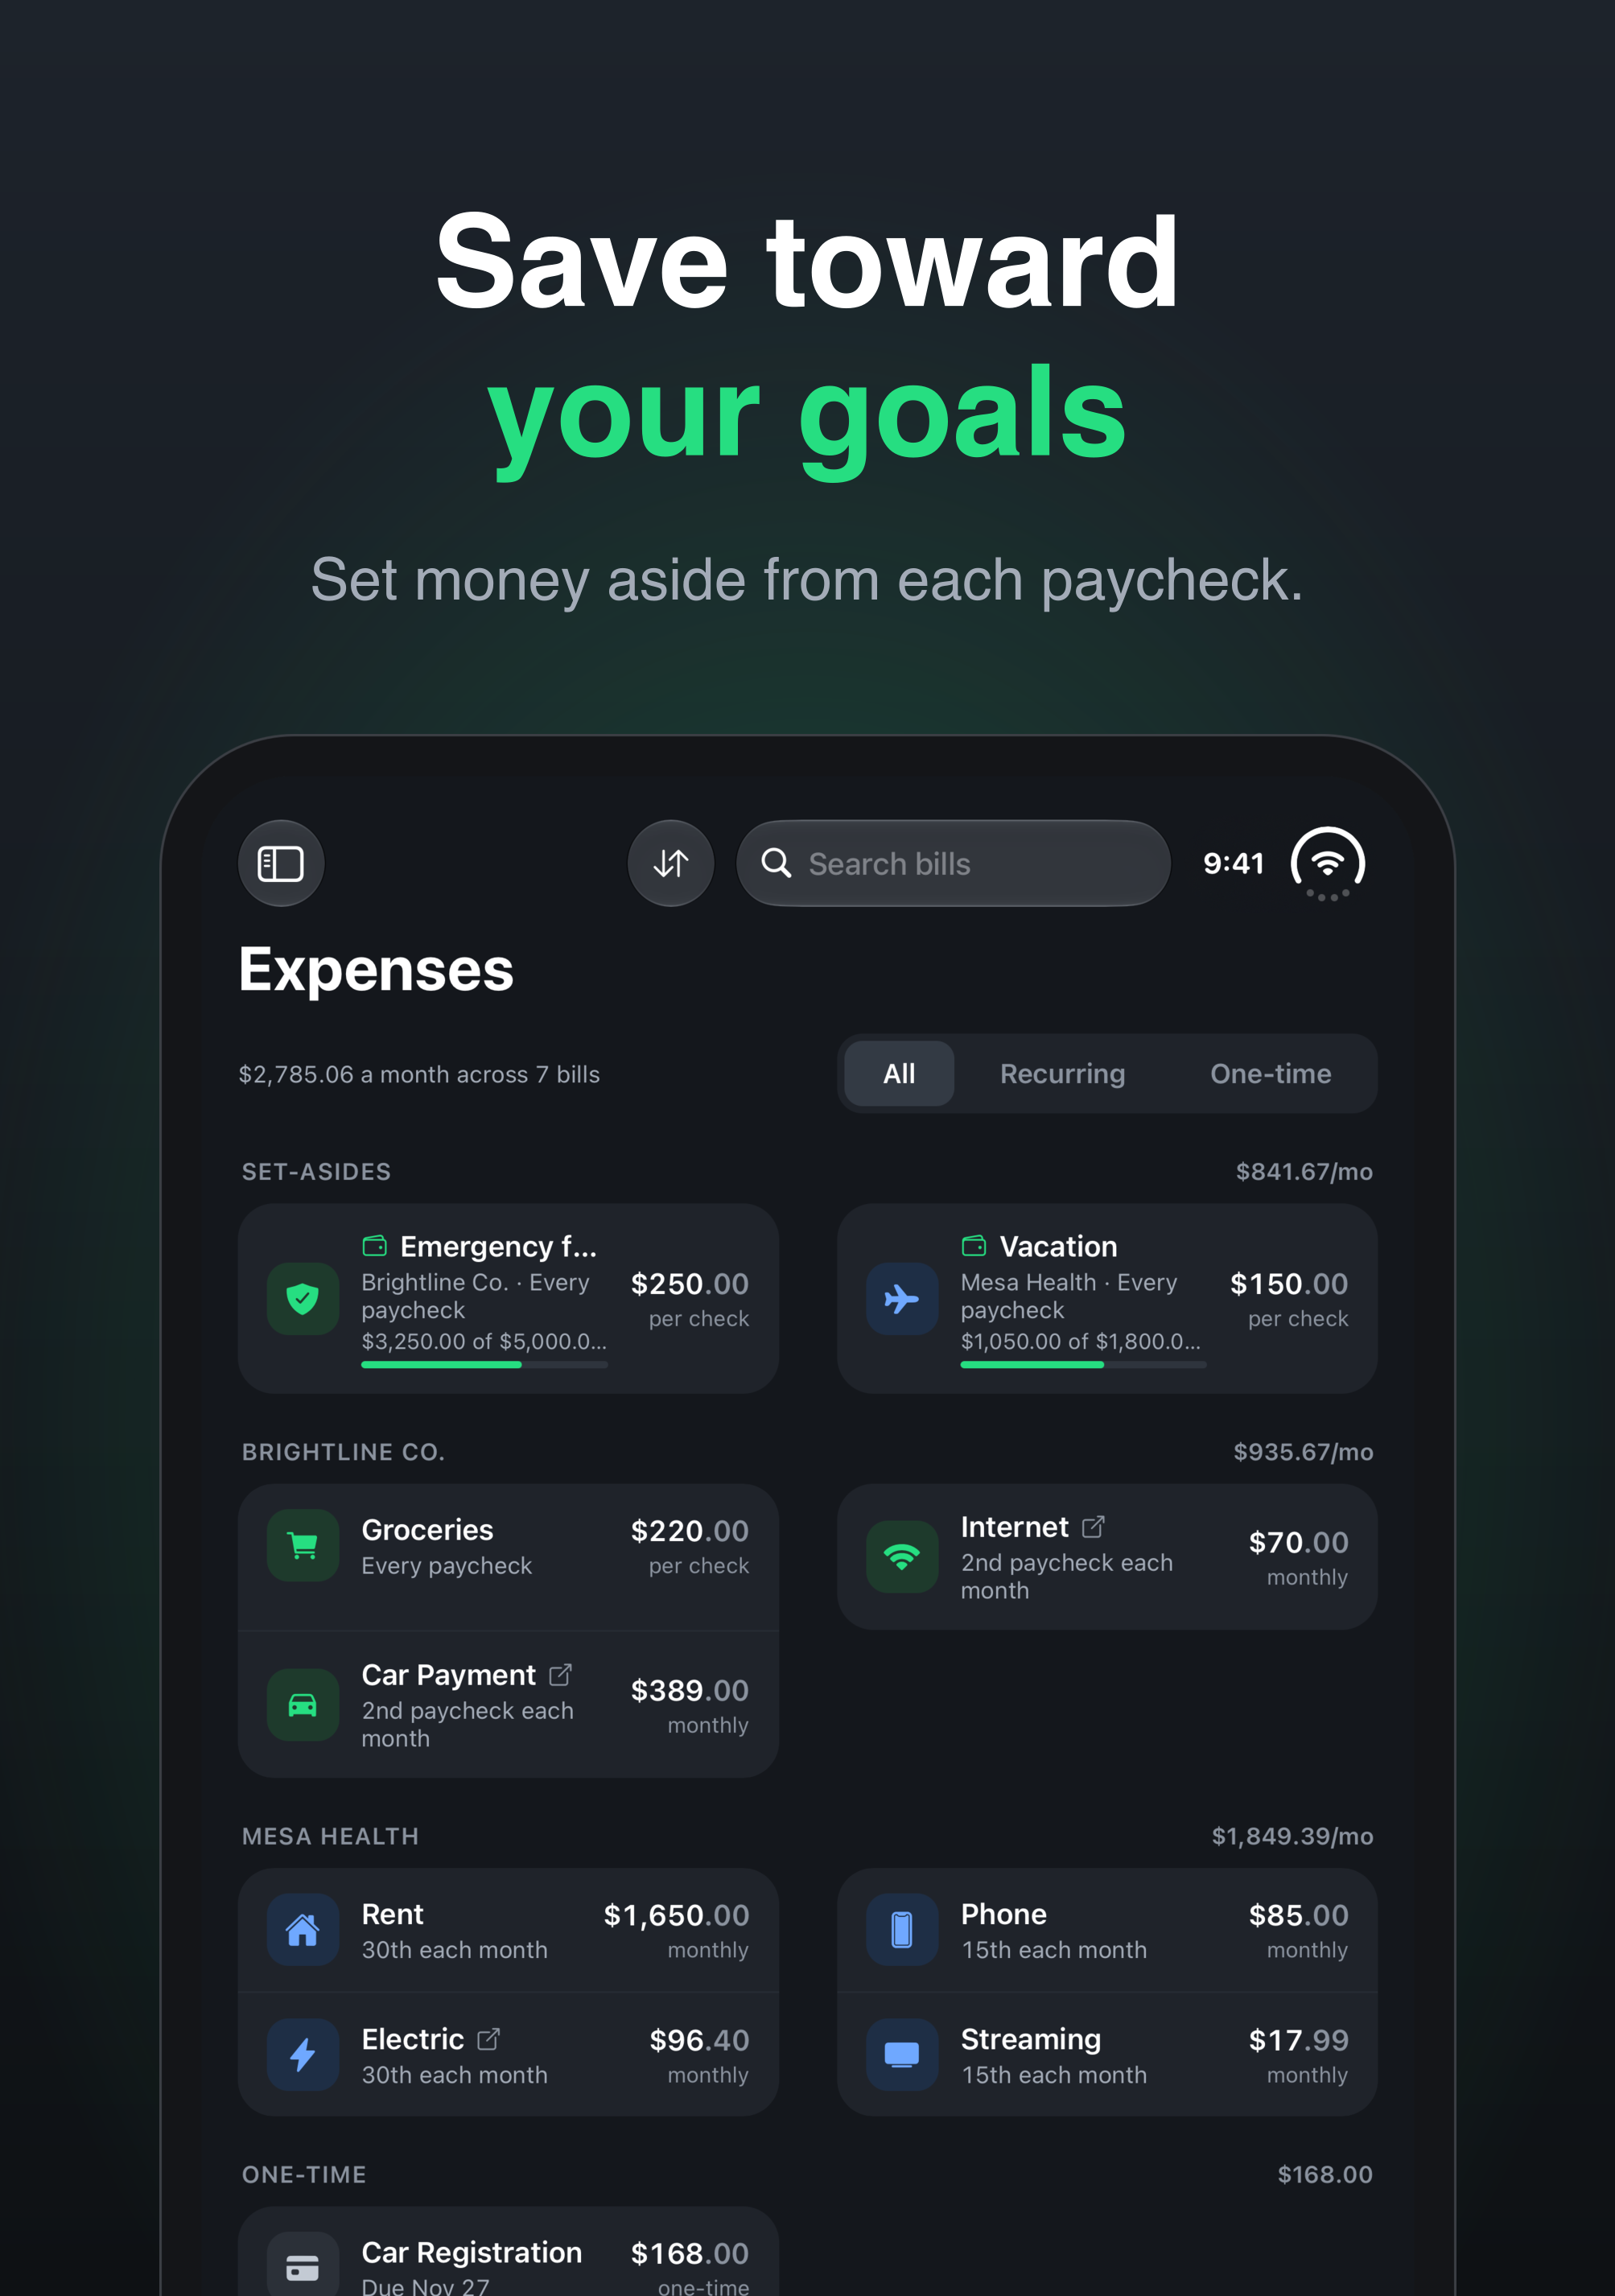 Save toward
your goals
Set money aside from each paycheck.
Search bills
9:41
Expenses
$2,785.06 a month across 7 bills
All
Recurring
One-time
SET-ASIDES
$841.67/mo
Emergency f...
Brightline Co. · Every
paycheck
$3,250.00 of $5,000.0...
$250.00
per check
Vacation
Mesa Health · Every
paycheck
$1,050.00 of $1,800.0...
$150.00
per check
BRIGHTLINE CO.
$935.67/mo
Groceries
Every paycheck
$220.00
per check
Internet
2nd paycheck each
month
$70.00
monthly
Car Payment
2nd paycheck each
month
$389.00
monthly
MESA HEALTH
$1,849.39/mo
Rent
30th each month
$1,650.00
monthly
Phone
15th each month
$85.00
monthly
Electric
30th each month
$96.40
monthly
Streaming
15th each month
$17.99
monthly
ONE-TIME
$168.00
Car Registration
Due Nov 27
$168.00
one-time